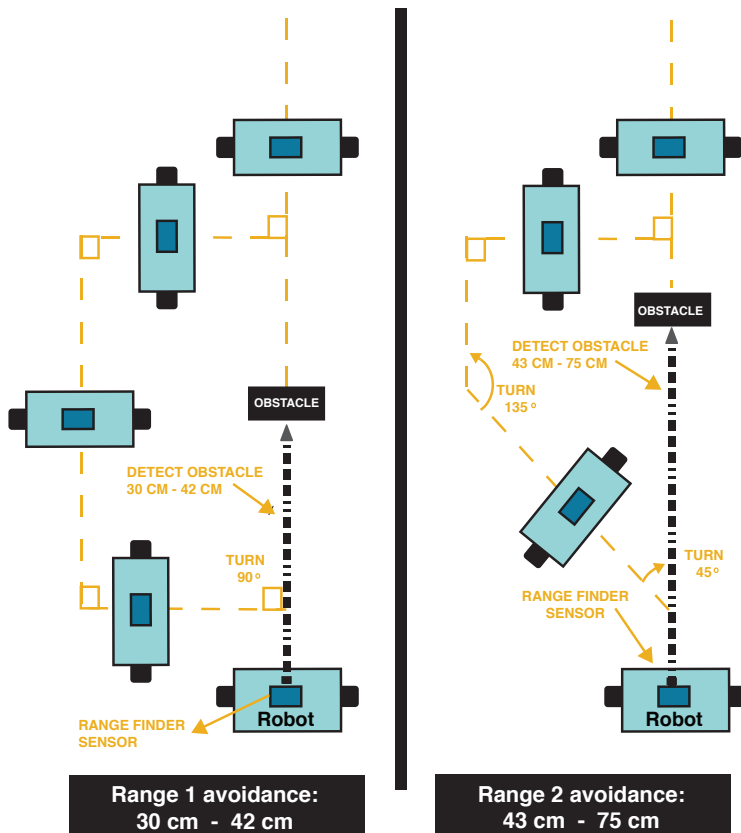 OBSTACLE
DETECT OBSTACLE
30 CM - 42 CM
TURN
90°
RANGE FINDER
SENSOR
Robot
Range 1 avoidance:
30 cm - 42 cm
OBSTACLE
DETECT OBSTACLE
43 CM - 75 CM
TURN
135°
TURN
45°
RANGE FINDER
SENSOR
Robot
Range 2 avoidance:
43 cm - 75 cm